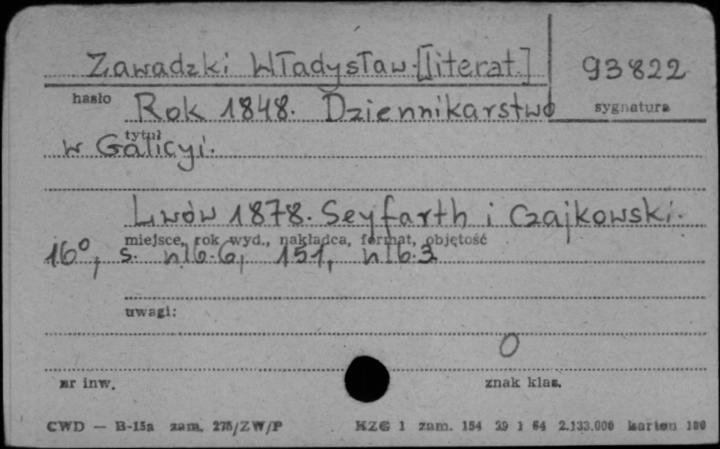 Zawadzki Władysław. [literat.] 93822
hasło sygnatura
Rok 1848. Dziennikarstwo
tytuł
w Galicyi.
Lwów 1878. Seyfarth i Czajkowski.
miejsce, rok wyd., nakładca, format, objętość
16°, s. nlb. 6, 151, nlb. 3
uwagi:
0
nr inw. znak klas.
CWD — B-15a zam. 275/ZW/P KZG 1 zam. 154 29 1 64 2.133.000 karton 180